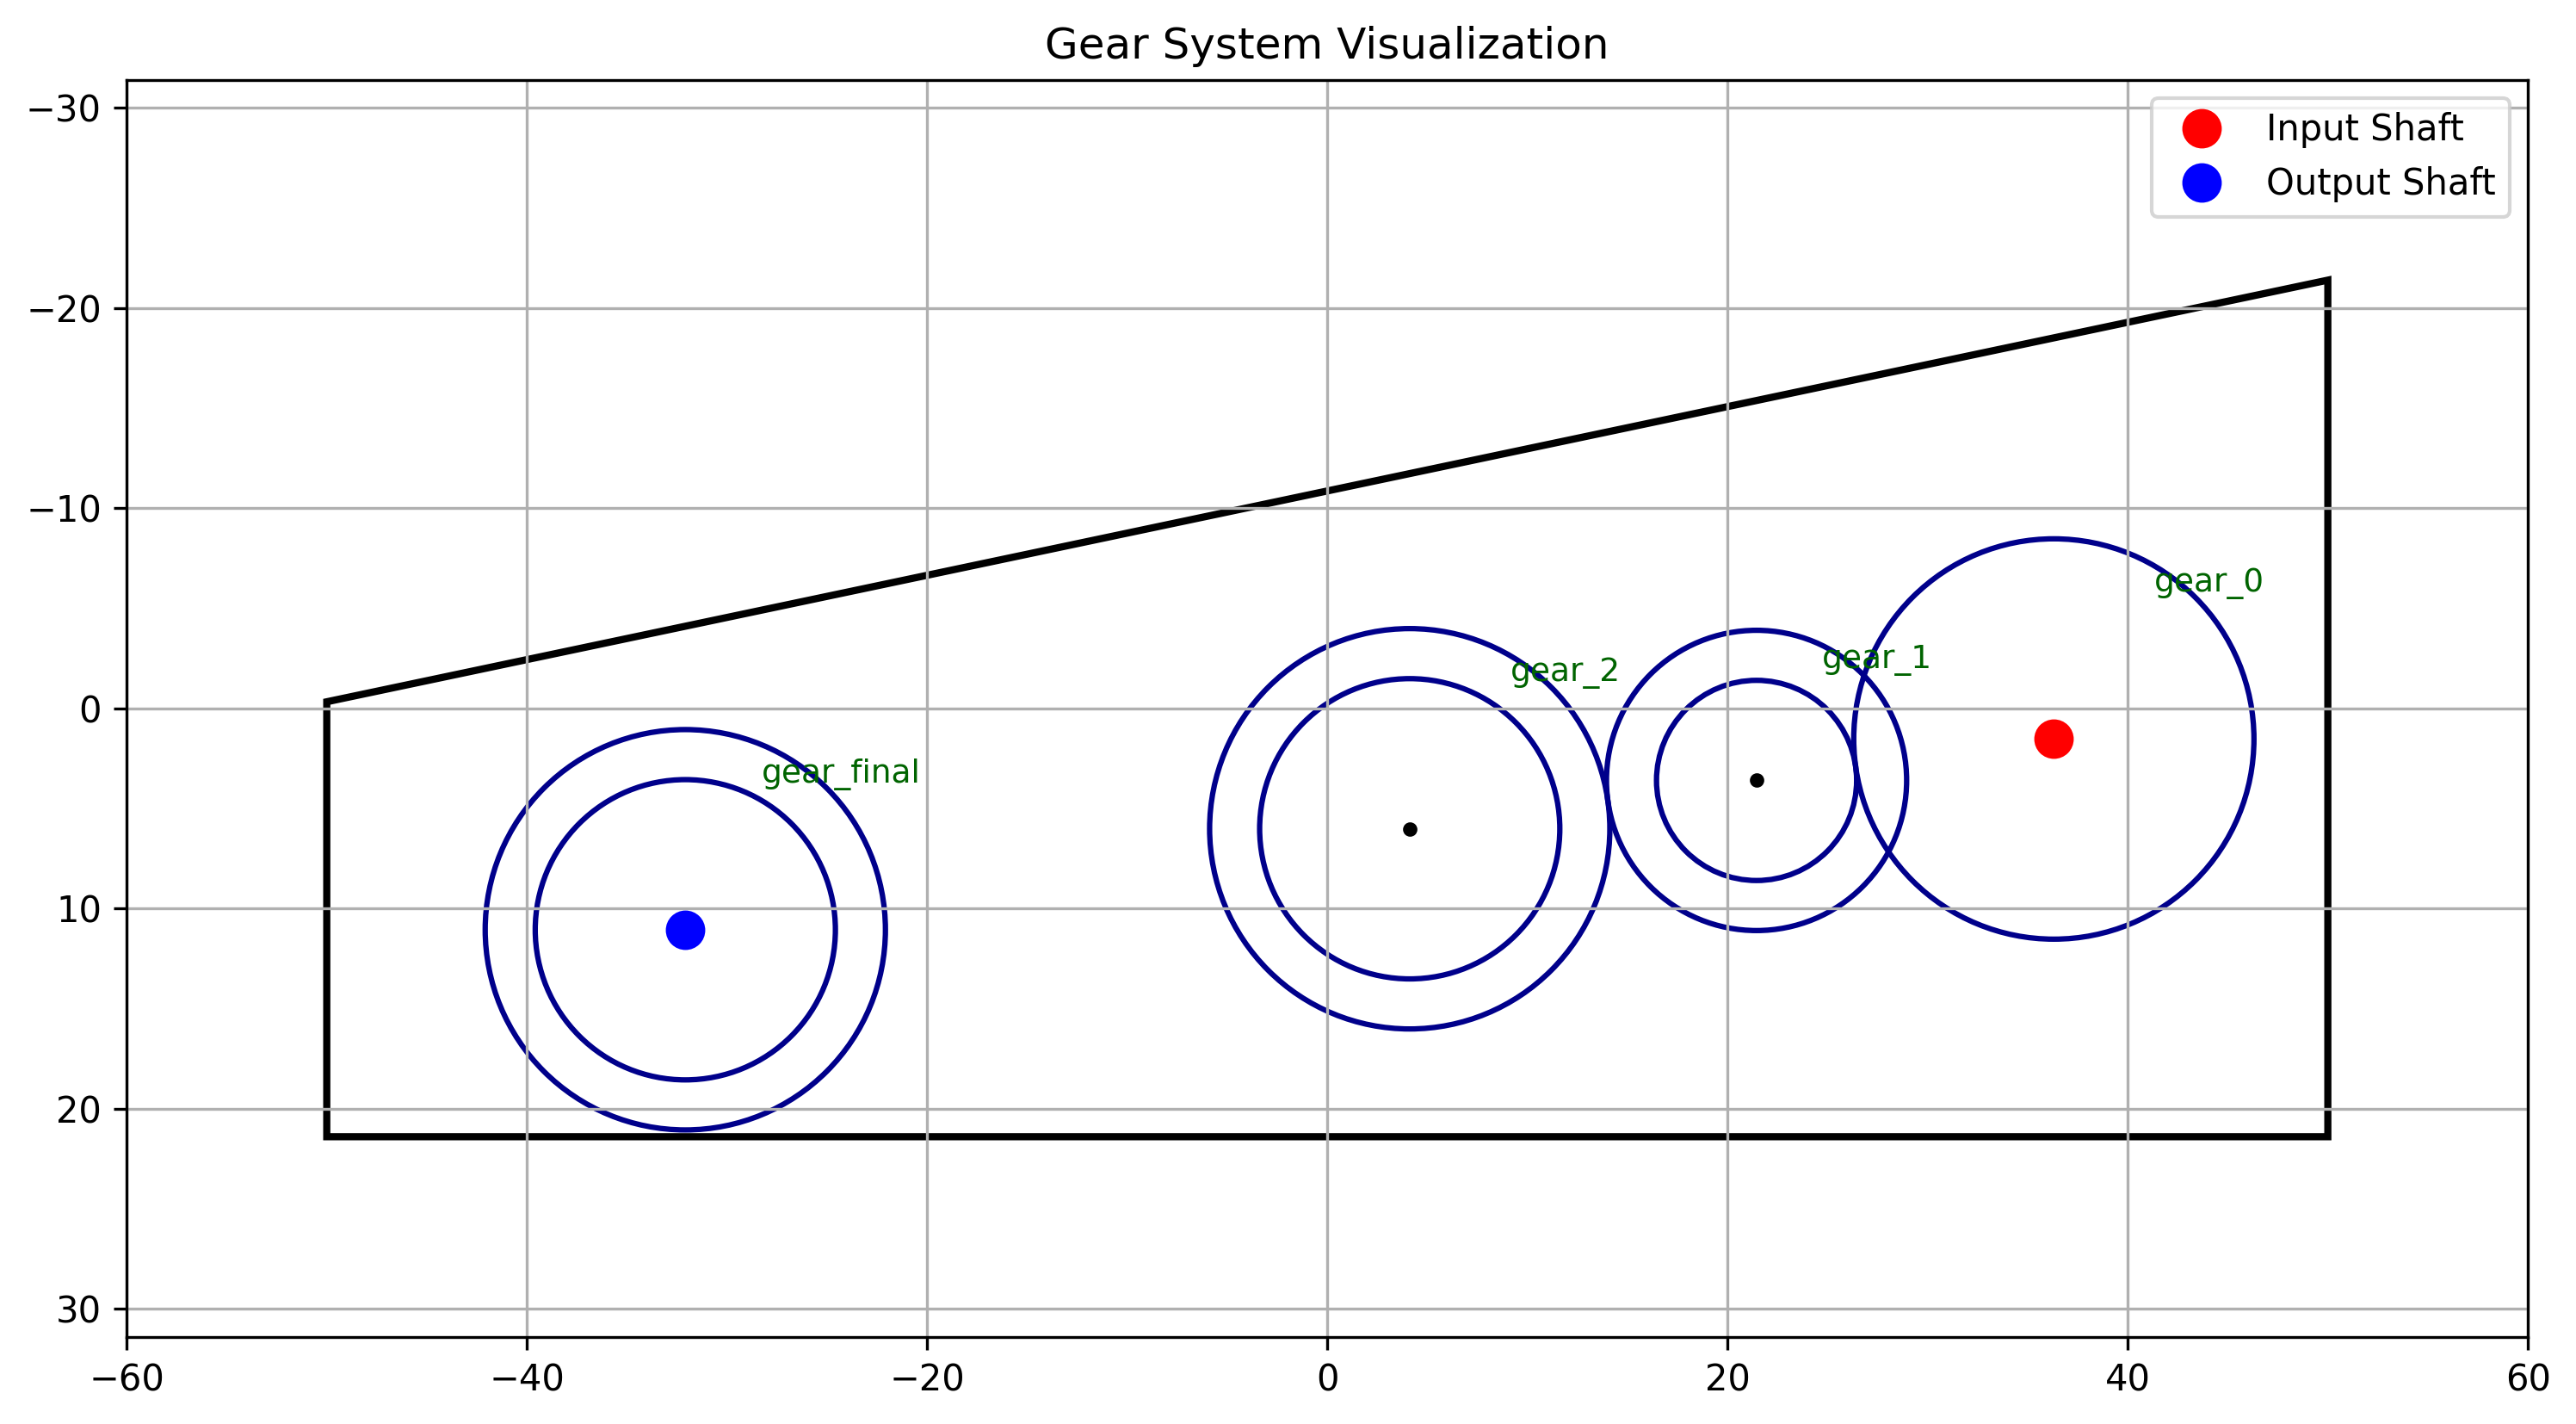 Gear System Visualization
Input Shaft
Output Shaft
gear_0
gear_1
gear_2
gear_final
−30
−20
−10
0
10
20
30
−60
−40
−20
0
20
40
60